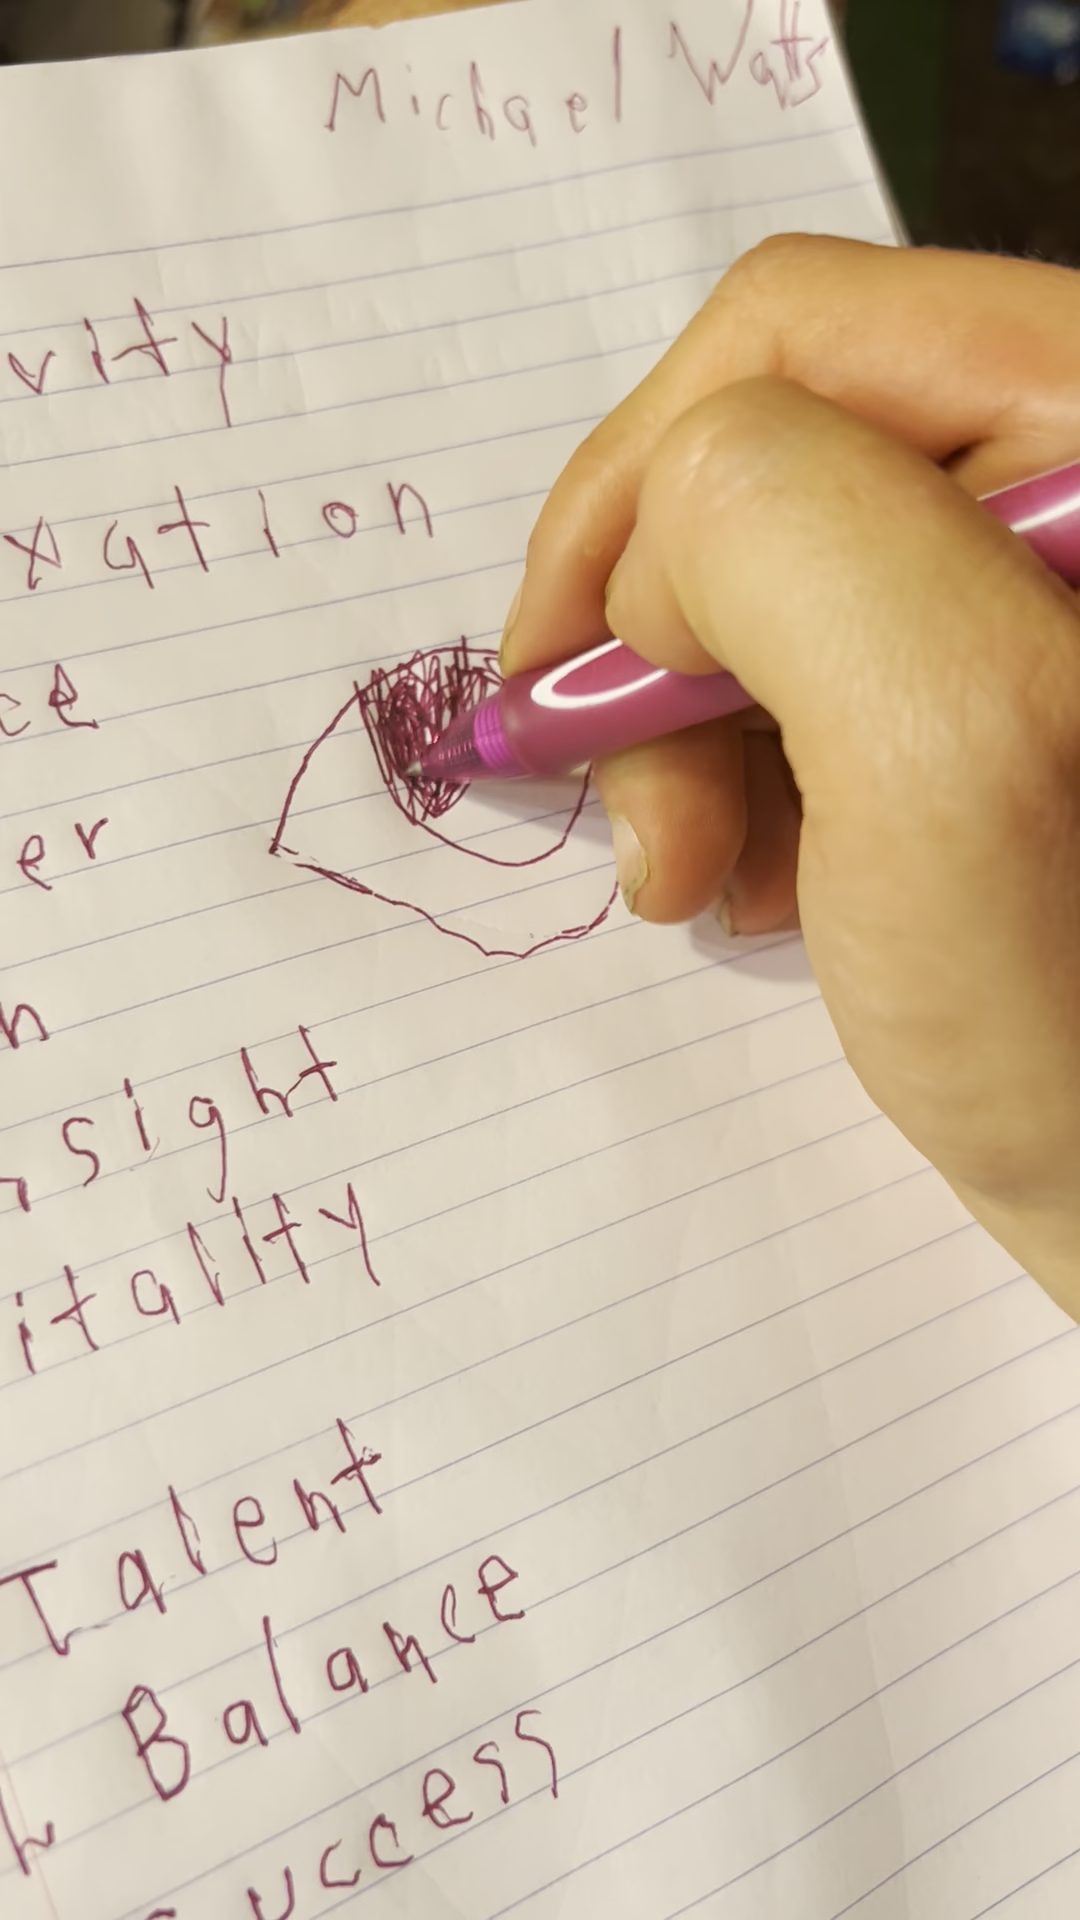 Michael Watts
vity
xation
ce
er
h
sight
itality
Talent
Balance
uccess